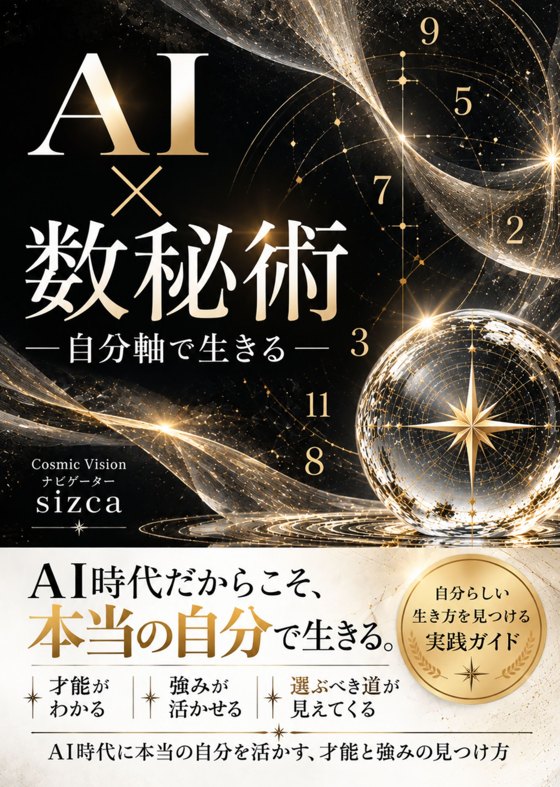 AI
×
数秘術
―自分軸で生きる―
9
5
7
2
3
11
8
Cosmic Vision
ナビゲーター
sizca
AI時代だからこそ、
本当の自分で生きる。
自分らしい
生き方を見つける
実践ガイド
才能が
わかる
強みが
活かせる
選ぶべき道が
見えてくる
AI時代に本当の自分を活かす、才能と強みの見つけ方